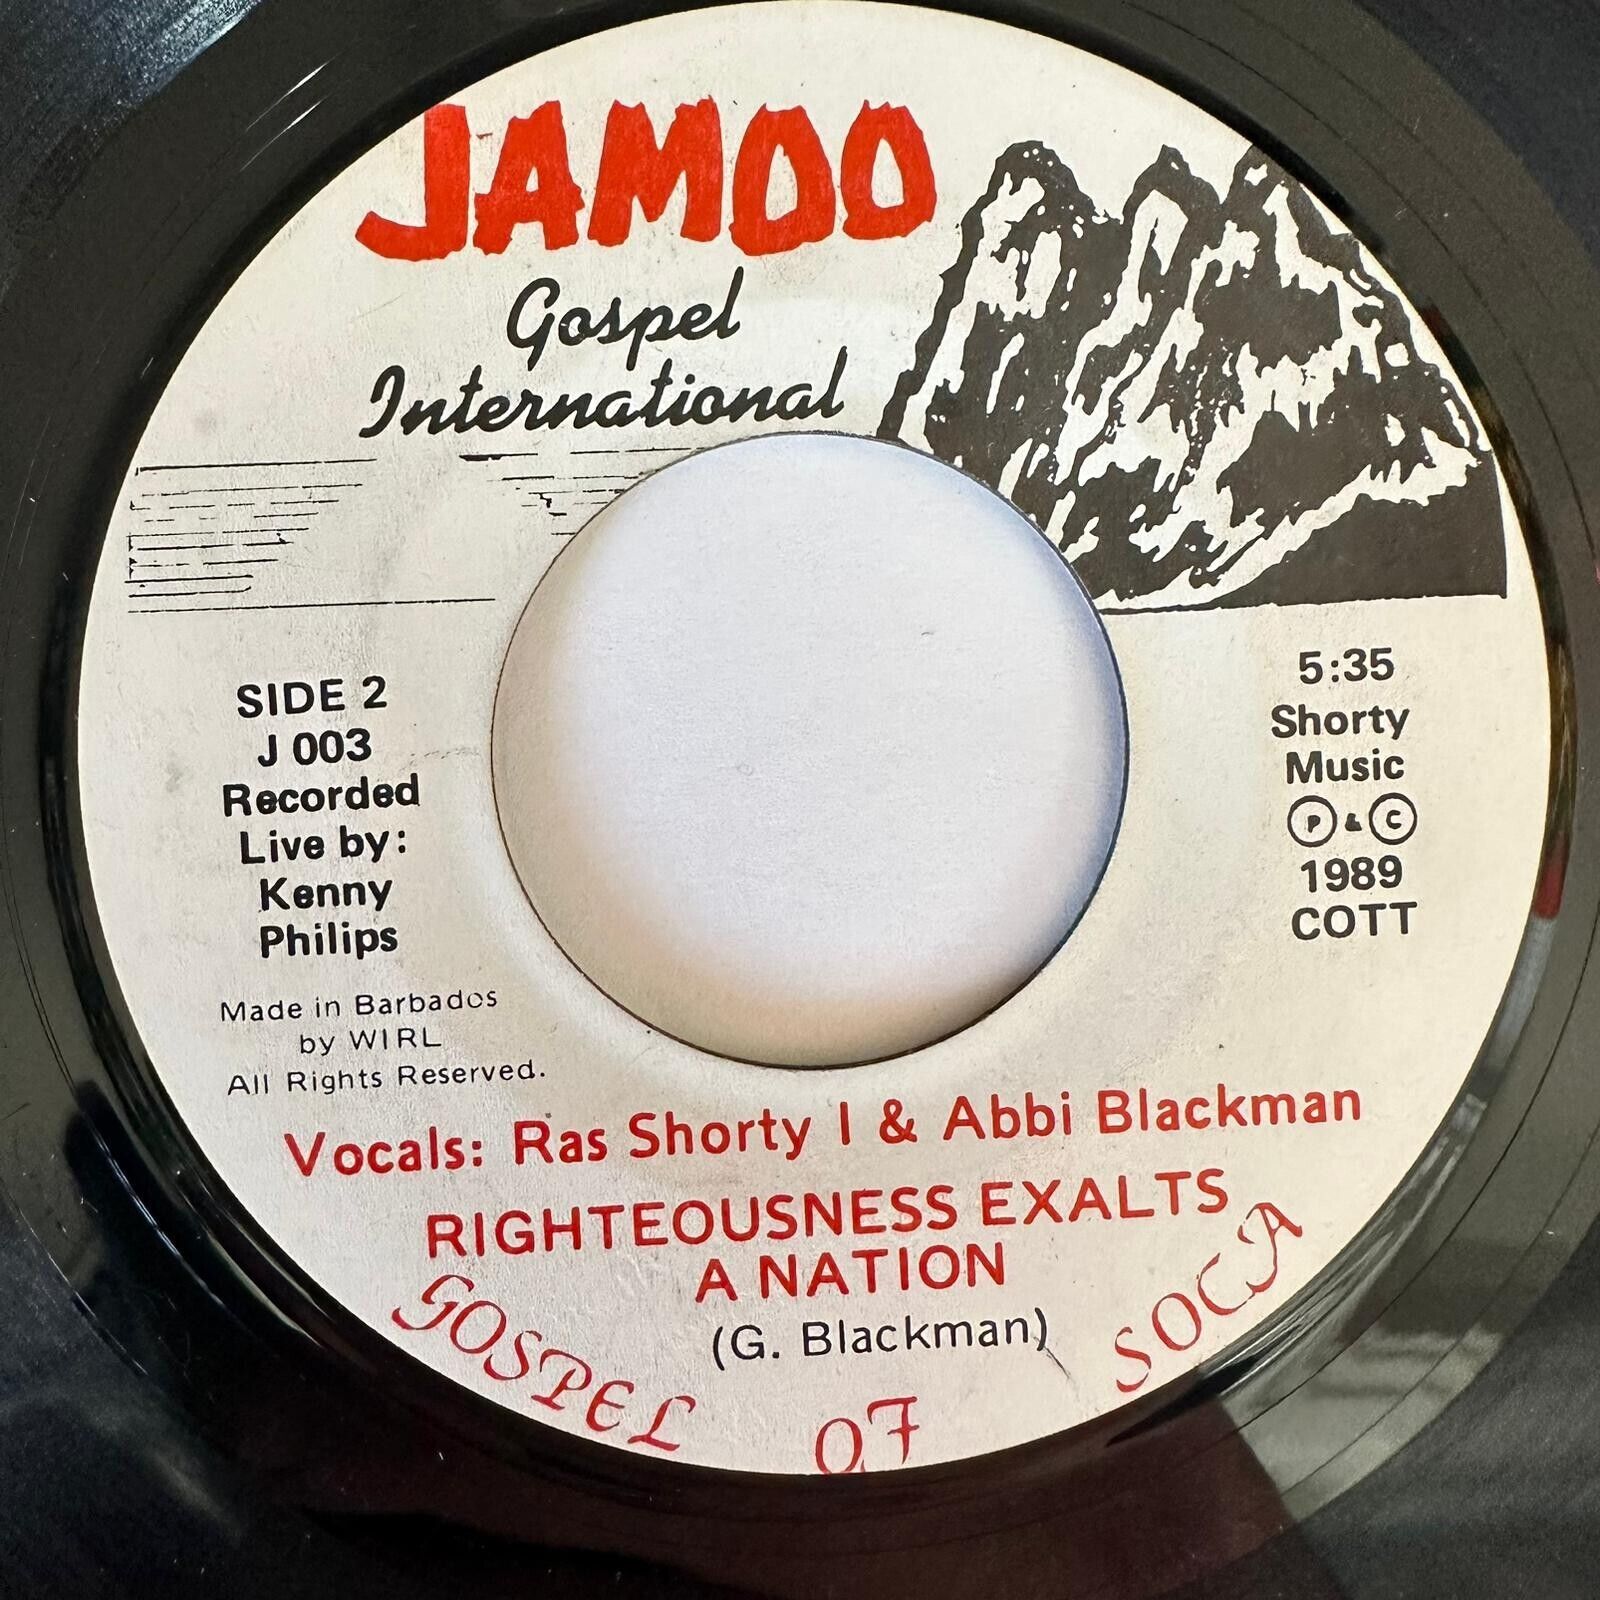 JAMOO
Gospel
International
SIDE 2
J 003
Recorded
Live by:
Kenny
Philips
Made in Barbados
by WIRL
All Rights Reserved.
5:35
Shorty
Music
Ⓟ & Ⓒ
1989
COTT
Vocals: Ras Shorty I & Abbi Blackman
RIGHTEOUSNESS EXALTS
A NATION
(G. Blackman)
GOSPEL OF SOCA